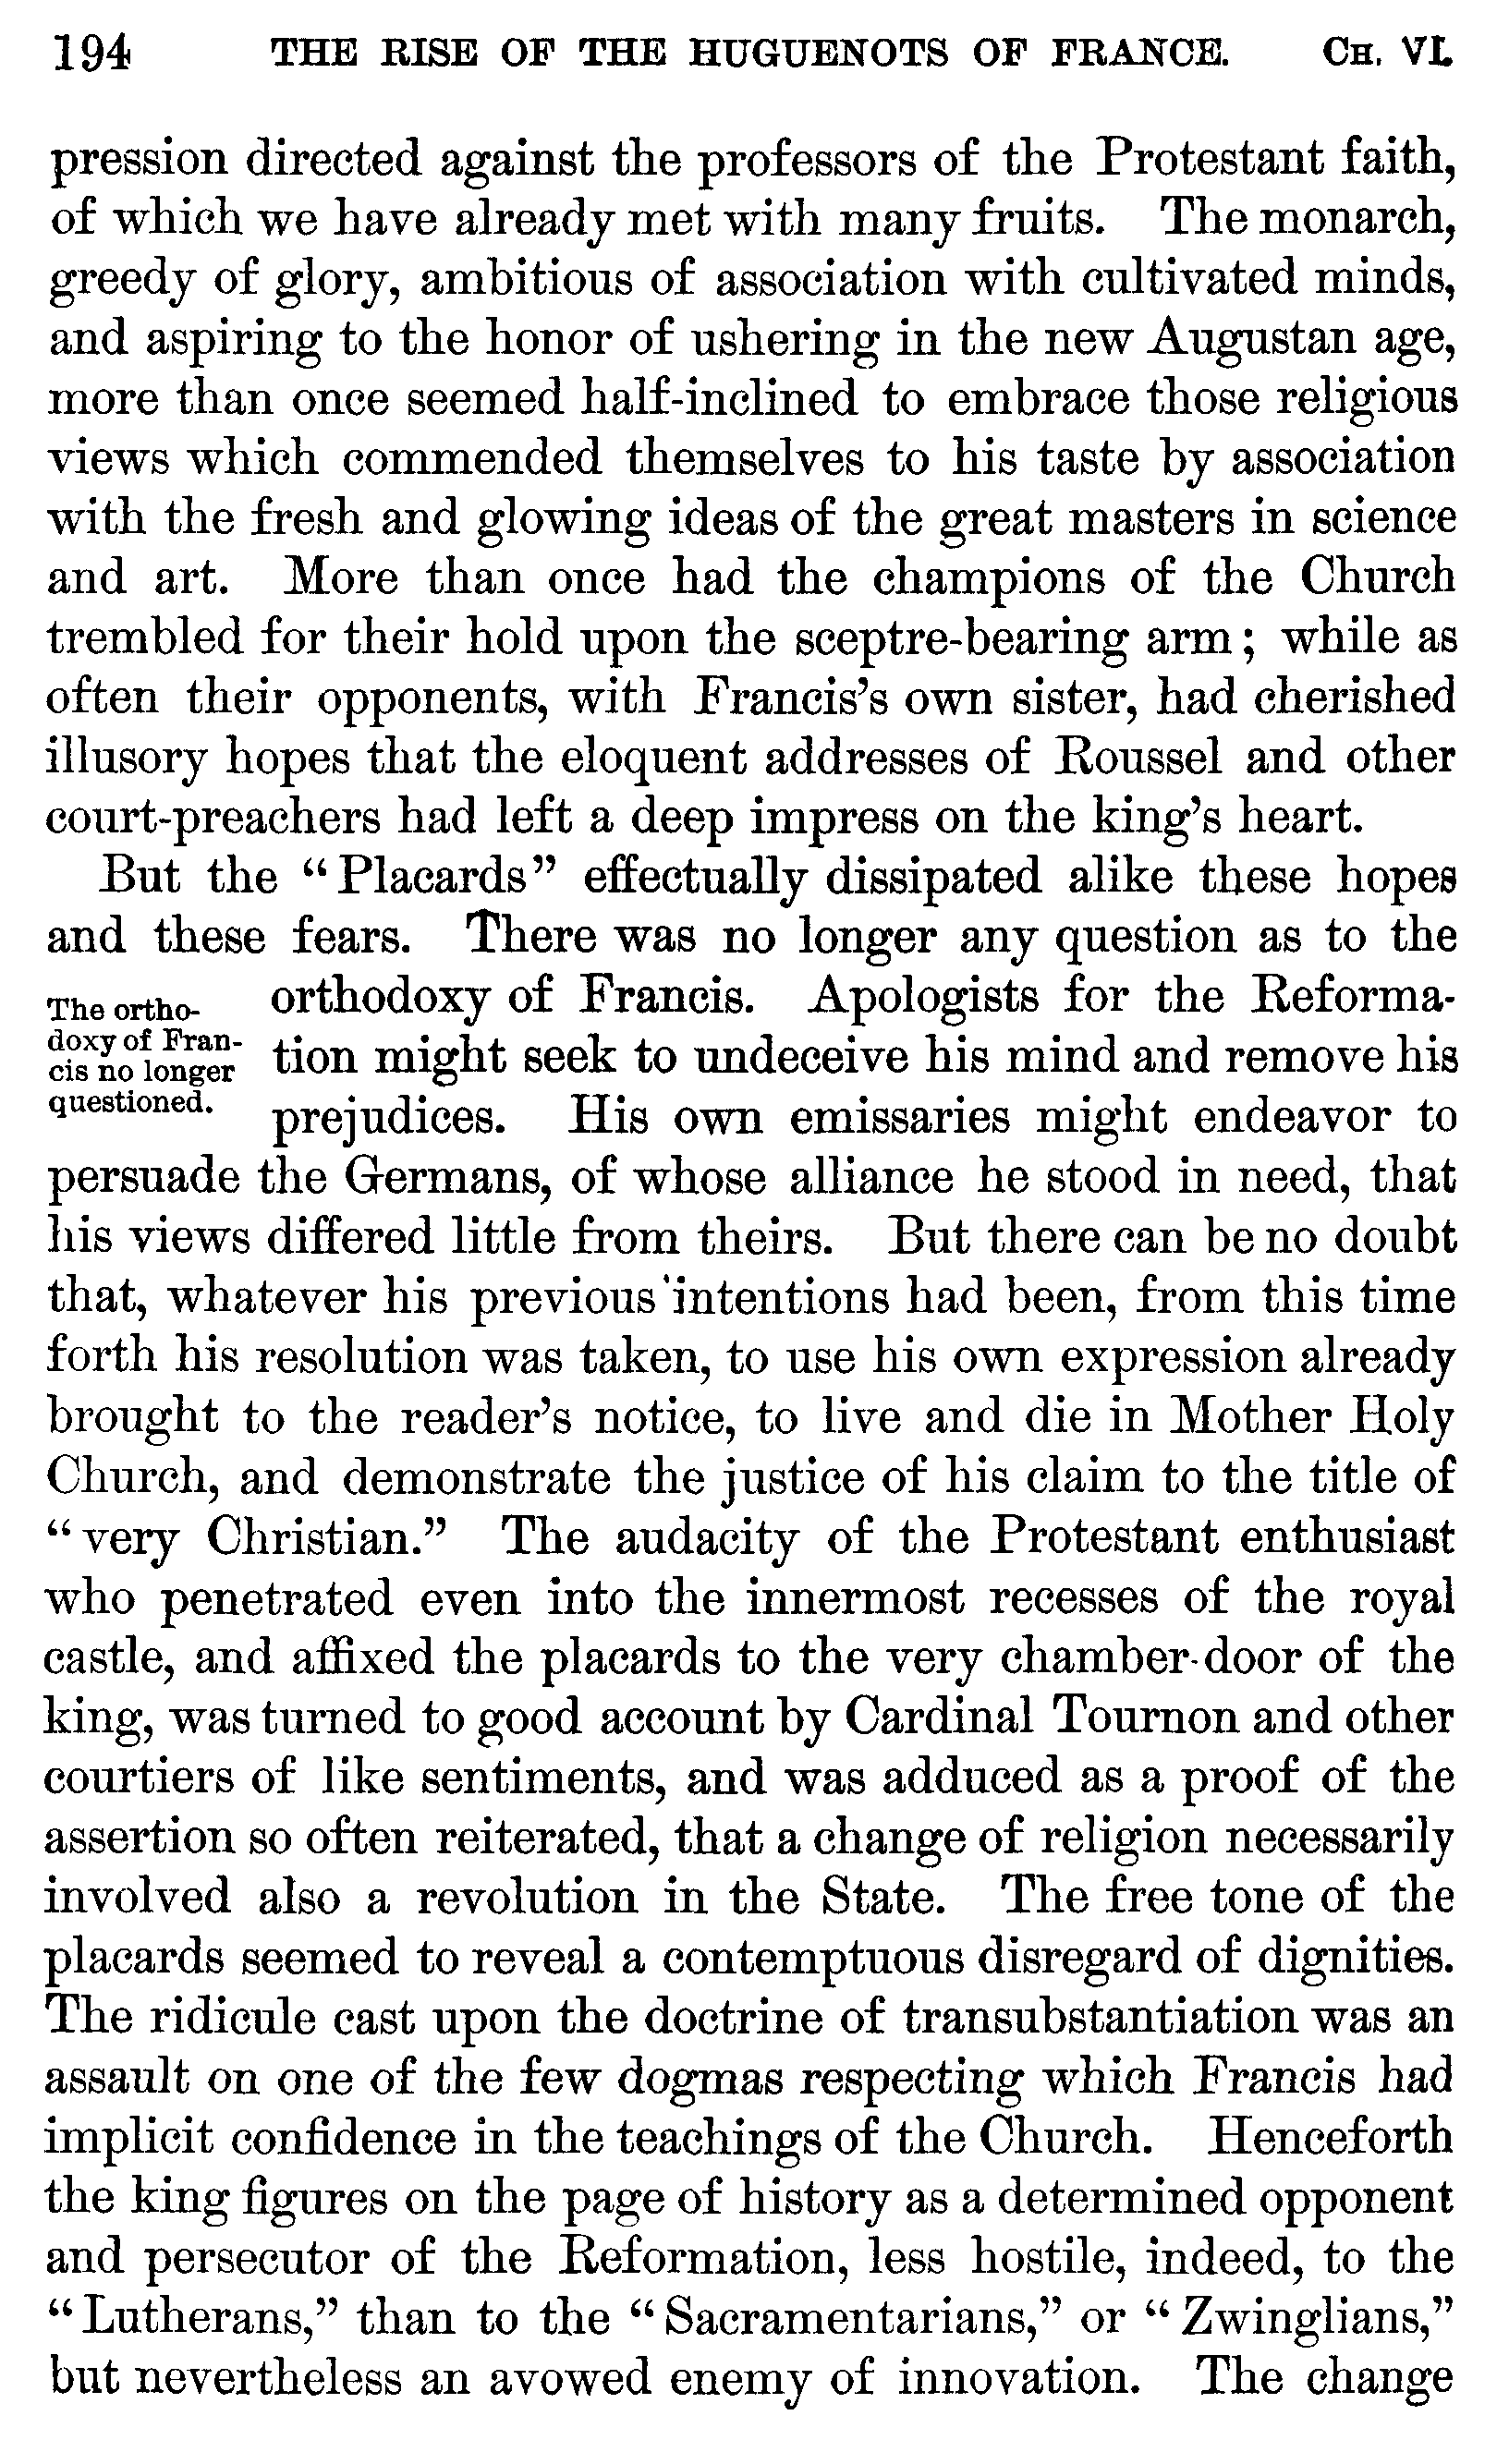 194 THE RISE OF THE HUGUENOTS OF FRANCE. CH. VI.
pression directed against the professors of the Protestant faith,
of which we have already met with many fruits. The monarch,
greedy of glory, ambitious of association with cultivated minds,
and aspiring to the honor of ushering in the new Augustan age,
more than once seemed half-inclined to embrace those religious
views which commended themselves to his taste by association
with the fresh and glowing ideas of the great masters in science
and art. More than once had the champions of the Church
trembled for their hold upon the sceptre-bearing arm; while as
often their opponents, with Francis's own sister, had cherished
illusory hopes that the eloquent addresses of Roussel and other
court-preachers had left a deep impress on the king's heart.
But the "Placards" effectually dissipated alike these hopes
and these fears. There was no longer any question as to the
The ortho-
doxy of Fran-
cis no longer
questioned.
orthodoxy of Francis. Apologists for the Reforma-
tion might seek to undeceive his mind and remove his
prejudices. His own emissaries might endeavor to
persuade the Germans, of whose alliance he stood in need, that
his views differed little from theirs. But there can be no doubt
that, whatever his previous intentions had been, from this time
forth his resolution was taken, to use his own expression already
brought to the reader's notice, to live and die in Mother Holy
Church, and demonstrate the justice of his claim to the title of
"very Christian." The audacity of the Protestant enthusiast
who penetrated even into the innermost recesses of the royal
castle, and affixed the placards to the very chamber-door of the
king, was turned to good account by Cardinal Tournon and other
courtiers of like sentiments, and was adduced as a proof of the
assertion so often reiterated, that a change of religion necessarily
involved also a revolution in the State. The free tone of the
placards seemed to reveal a contemptuous disregard of dignities.
The ridicule cast upon the doctrine of transubstantiation was an
assault on one of the few dogmas respecting which Francis had
implicit confidence in the teachings of the Church. Henceforth
the king figures on the page of history as a determined opponent
and persecutor of the Reformation, less hostile, indeed, to the
"Lutherans," than to the "Sacramentarians," or "Zwinglians,"
but nevertheless an avowed enemy of innovation. The change